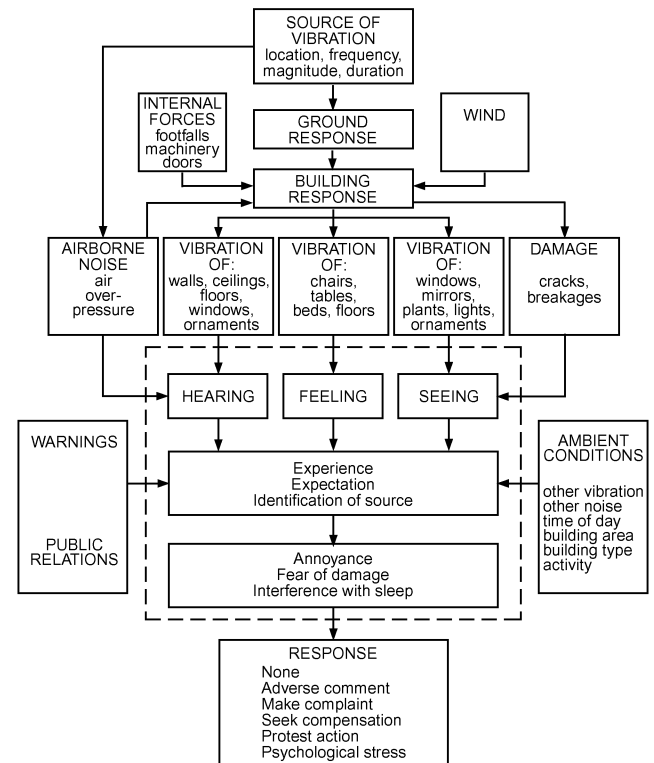 SOURCE OF
VIBRATION
location, frequency,
magnitude, duration
INTERNAL
FORCES
footfalls
machinery
doors
GROUND
RESPONSE
WIND
BUILDING
RESPONSE
AIRBORNE
NOISE
air
over-
pressure
VIBRATION
OF:
walls, ceilings,
floors,
windows,
ornaments
VIBRATION
OF:
chairs,
tables,
beds, floors
VIBRATION
OF:
windows,
mirrors,
plants, lights,
ornaments
DAMAGE
cracks,
breakages
HEARING
FEELING
SEEING
WARNINGS
PUBLIC
RELATIONS
Experience
Expectation
Identification of source
AMBIENT
CONDITIONS
other vibration
other noise
time of day
building area
building type
activity
Annoyance
Fear of damage
Interference with sleep
RESPONSE
None
Adverse comment
Make complaint
Seek compensation
Protest action
Psychological stress